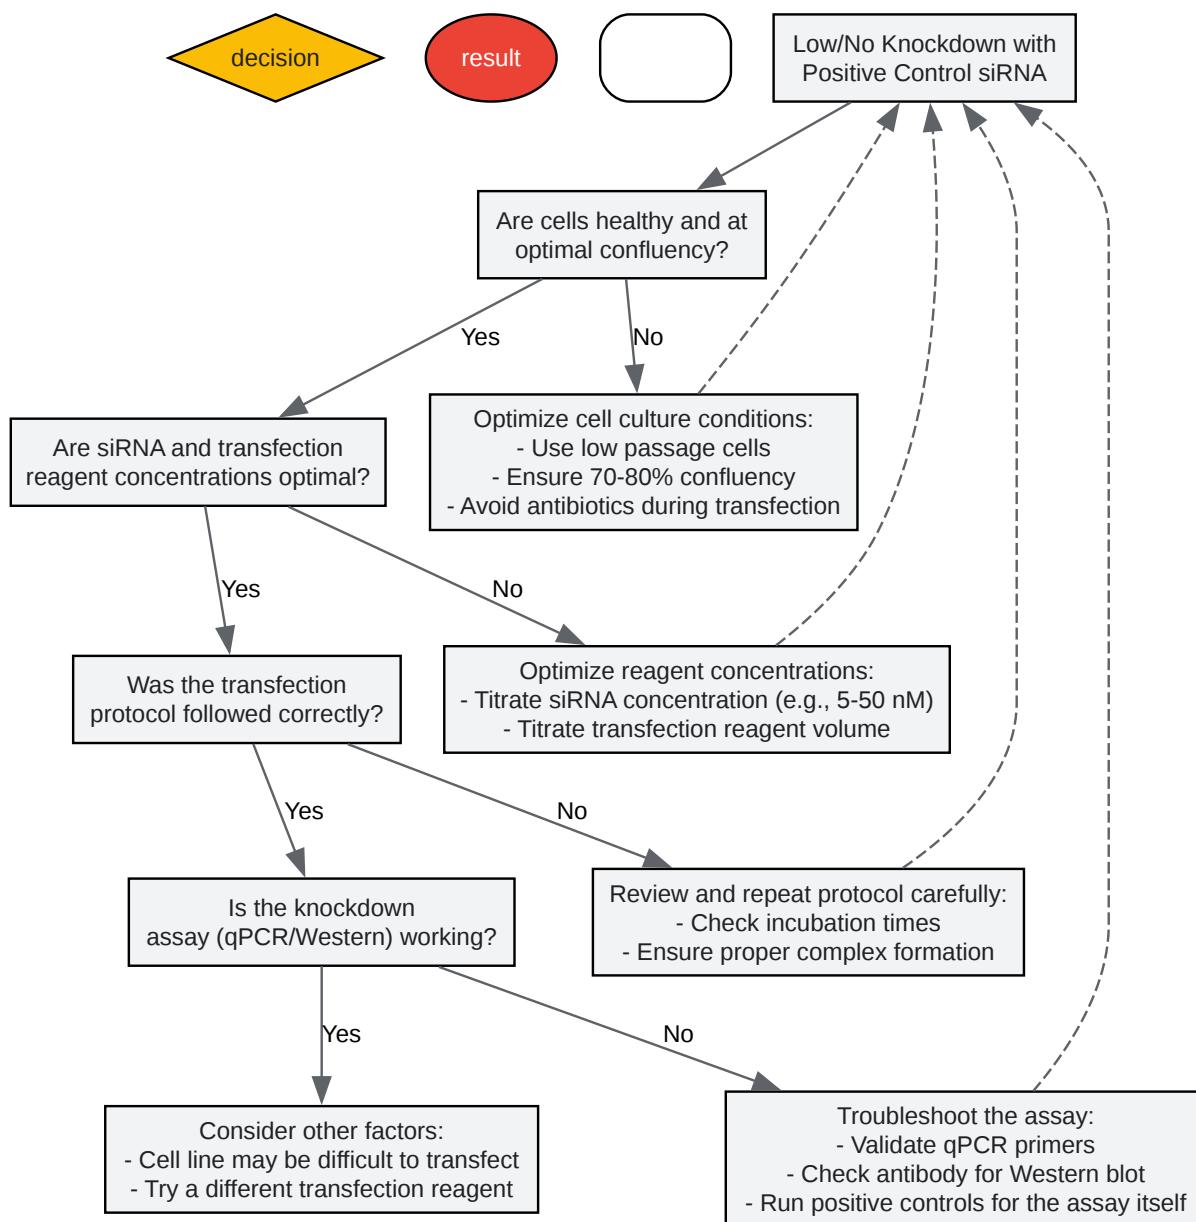 decision
result
Low/No Knockdown with
Positive Control siRNA
Are cells healthy and at
optimal confluency?
Yes
No
Optimize cell culture conditions:
- Use low passage cells
- Ensure 70-80% confluency
- Avoid antibiotics during transfection
Are siRNA and transfection
reagent concentrations optimal?
Yes
No
Optimize reagent concentrations:
- Titrate siRNA concentration (e.g., 5-50 nM)
- Titrate transfection reagent volume
Was the transfection
protocol followed correctly?
Yes
No
Review and repeat protocol carefully:
- Check incubation times
- Ensure proper complex formation
Is the knockdown
assay (qPCR/Western) working?
Yes
No
Consider other factors:
- Cell line may be difficult to transfect
- Try a different transfection reagent
Troubleshoot the assay:
- Validate qPCR primers
- Check antibody for Western blot
- Run positive controls for the assay itself